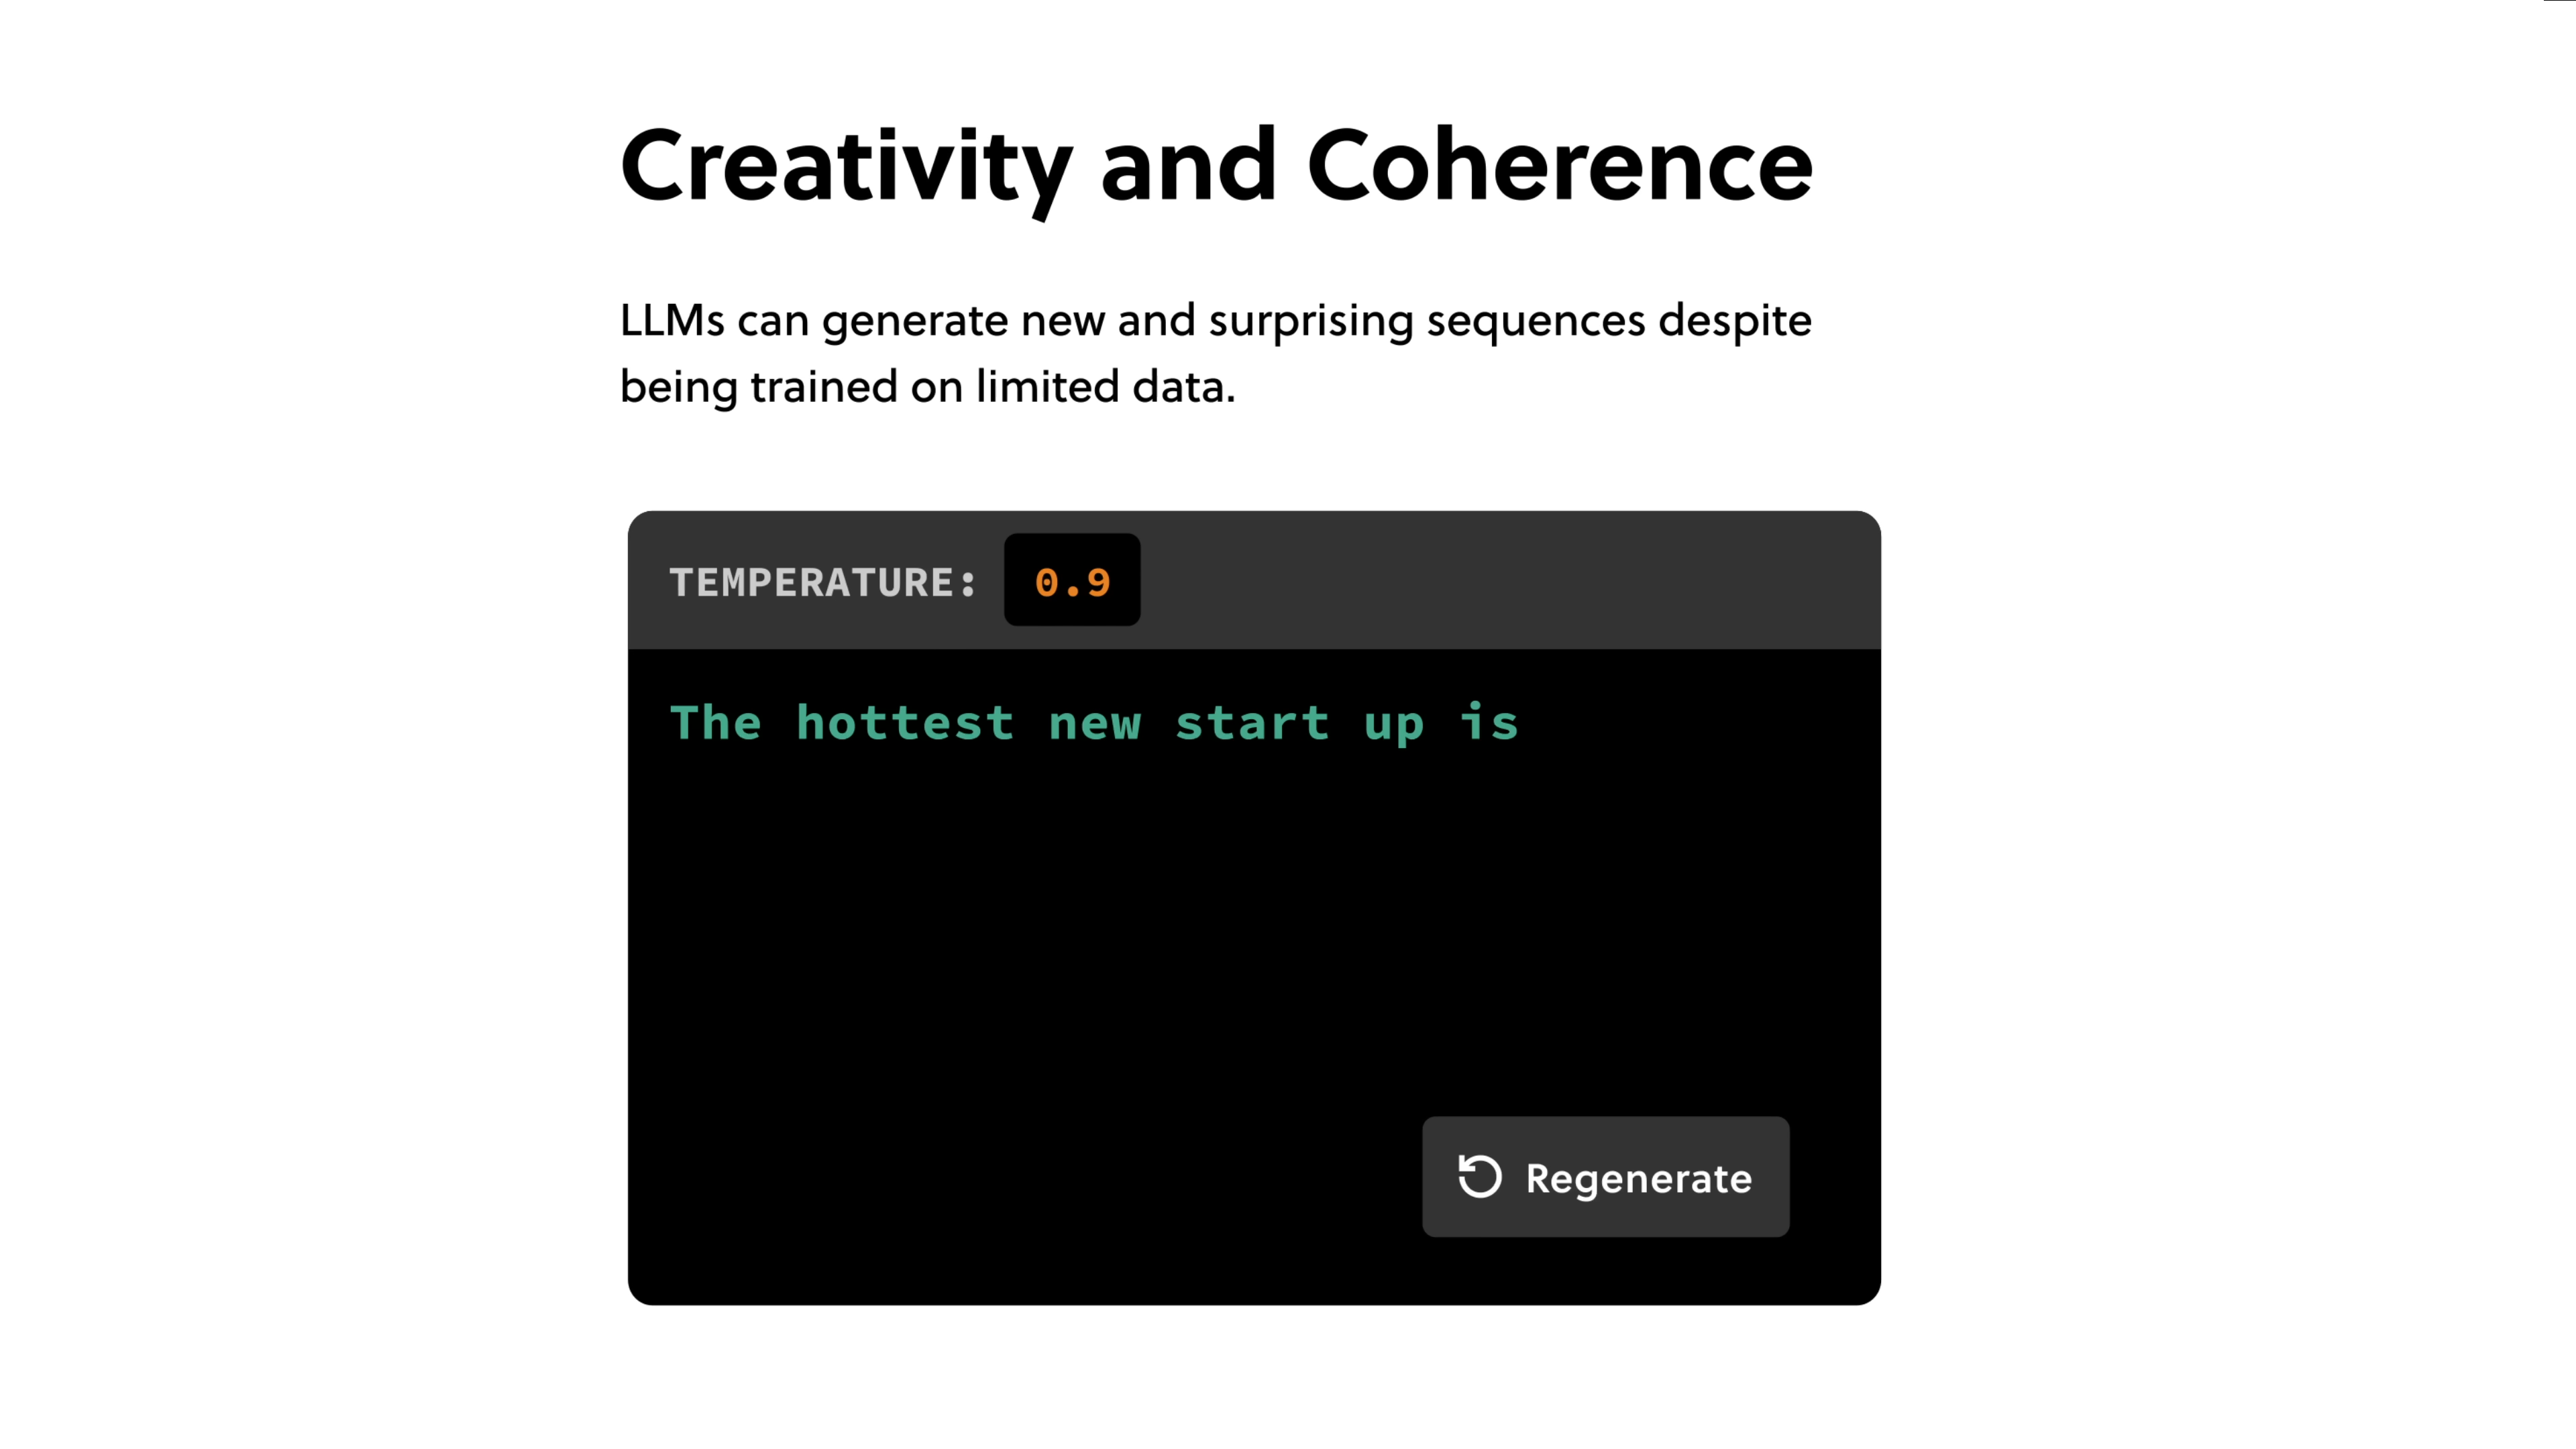 Creativity and Coherence
LLMs can generate new and surprising sequences despite
being trained on limited data.
TEMPERATURE: 0.9
The hottest new start up is
Regenerate